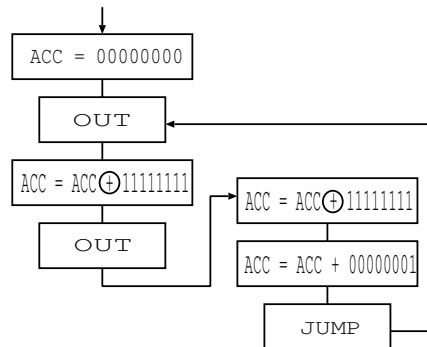 ACC = 00000000
OUT
ACC = ACC ⊕ 11111111
OUT
ACC = ACC ⊕ 11111111
ACC = ACC + 00000001
JUMP